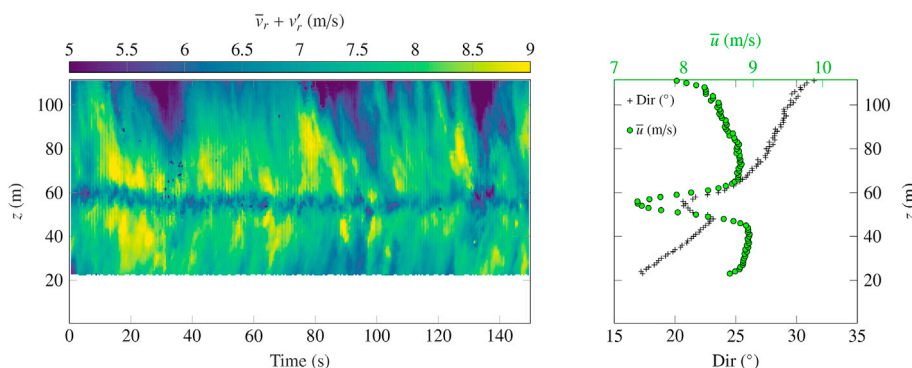 v̅r + v′r (m/s)
5 5.5 6 6.5 7 7.5 8 8.5 9
z (m)
100
80
60
40
20
0 20 40 60 80 100 120 140
Time (s)
u̅ (m/s)
7 8 9 10
+ Dir (°)
u̅ (m/s)
100
80
60
40
20
z (m)
15 20 25 30 35
Dir (°)